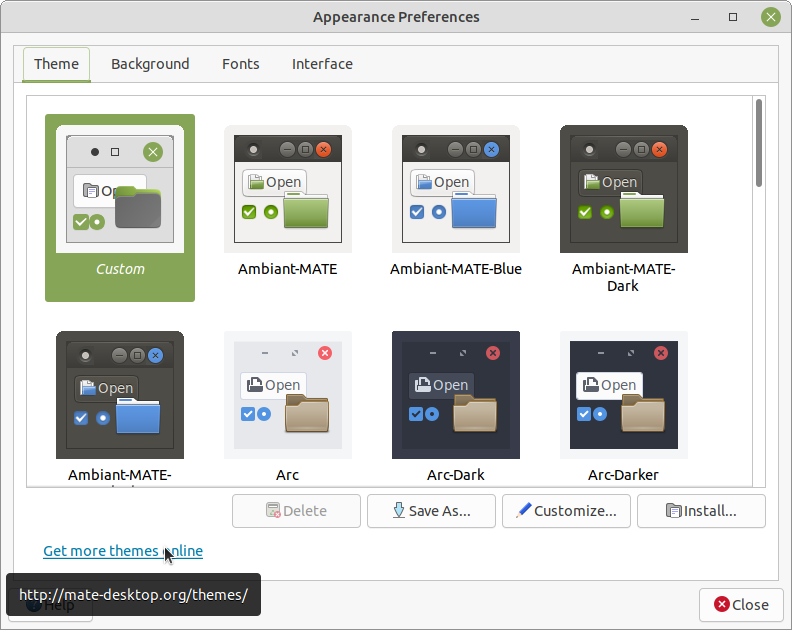 Appearance Preferences
Theme
Background
Fonts
Interface
Open
Open
Open
Custom
Ambiant-MATE
Ambiant-MATE-Blue
Ambiant-MATE-
Dark
Open
Open
Open
Open
Ambiant-MATE-
Arc
Arc-Dark
Arc-Darker
Delete
Save As...
Customize...
Install...
Get more themes online
http://mate-desktop.org/themes/
Help
Close